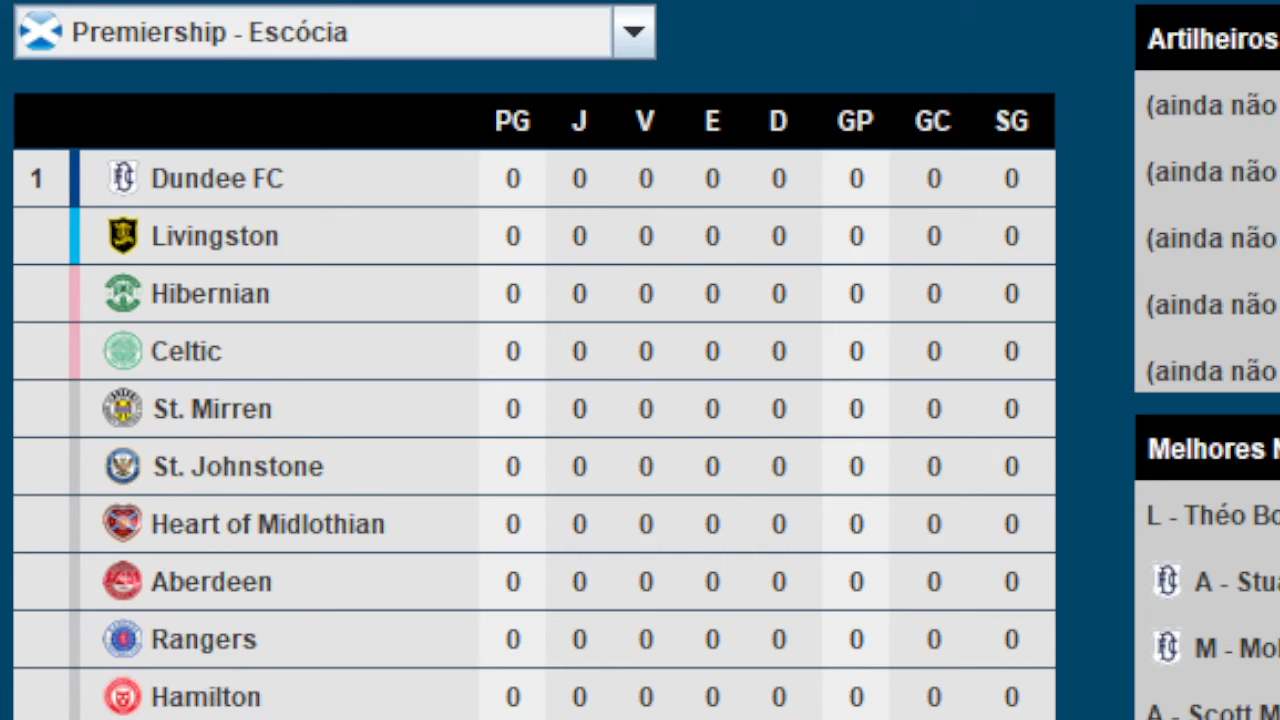 Premiership - Escócia
PG J V E D GP GC SG
1 Dundee FC 0 0 0 0 0 0 0 0
Livingston 0 0 0 0 0 0 0 0
Hibernian 0 0 0 0 0 0 0 0
Celtic 0 0 0 0 0 0 0 0
St. Mirren 0 0 0 0 0 0 0 0
St. Johnstone 0 0 0 0 0 0 0 0
Heart of Midlothian 0 0 0 0 0 0 0 0
Aberdeen 0 0 0 0 0 0 0 0
Rangers 0 0 0 0 0 0 0 0
Hamilton 0 0 0 0 0 0 0 0
Artilheiros
(ainda não
(ainda não
(ainda não
(ainda não
(ainda não
Melhores
L - Théo
A -
M -
A - Scott